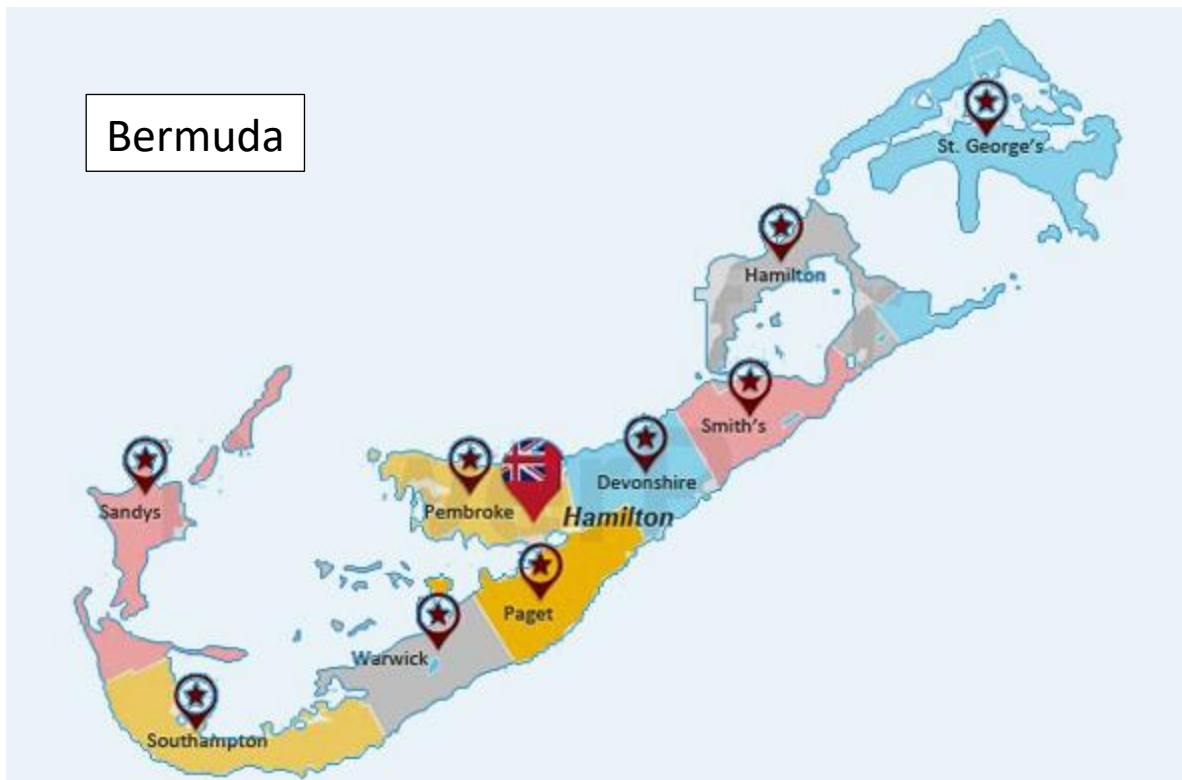 Bermuda
St. George's
Hamilton
Smith's
Sandys
Devonshire
Pembroke
Hamilton
Paget
Warwick
Southampton